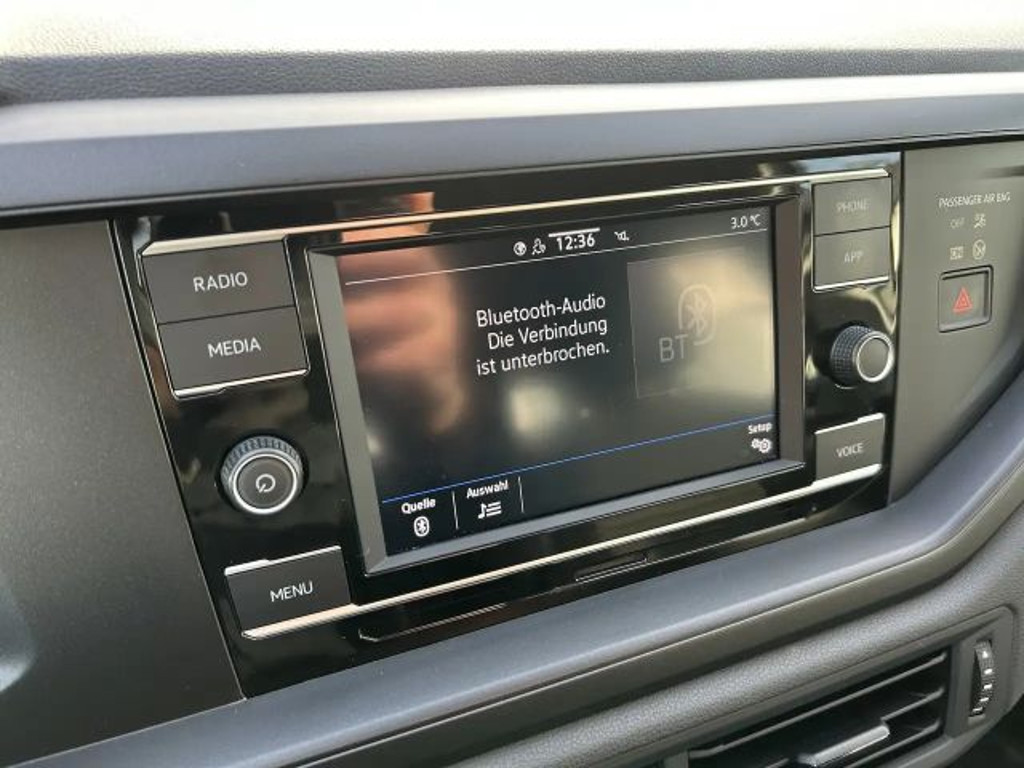 PASSENGER AIR BAG
OFF
RADIO
MEDIA
MENU
12:36
3.0 °C
Bluetooth-Audio
Die Verbindung
ist unterbrochen.
BT
Setup
Quelle
Auswahl
PHONE
APP
VOICE